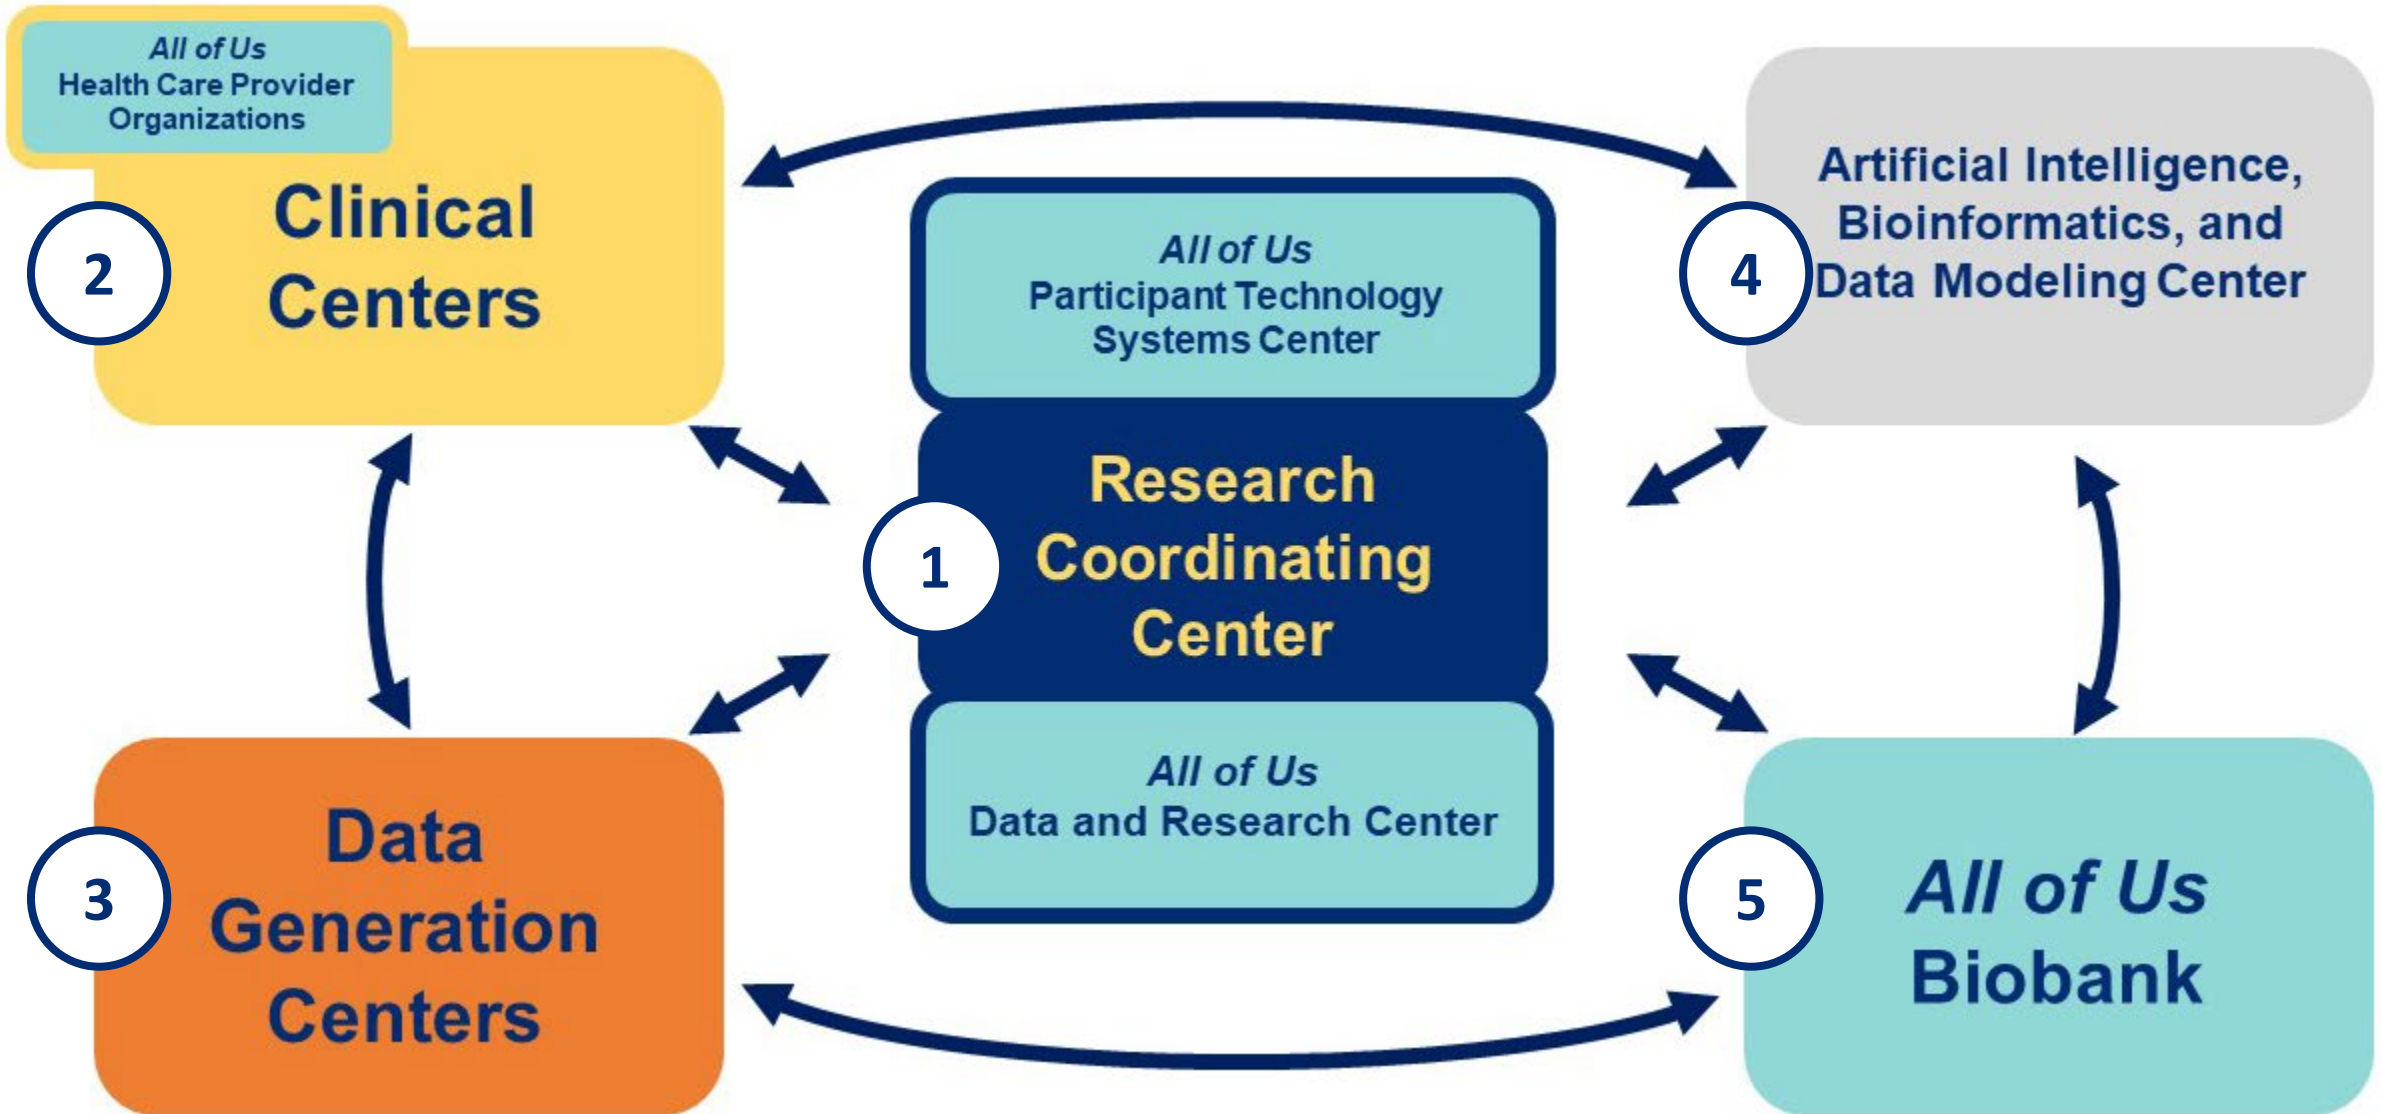 All of Us
Health Care Provider
Organizations
2
Clinical
Centers
All of Us
Participant Technology
Systems Center
4
Artificial Intelligence,
Bioinformatics, and
Data Modeling Center
1
Research
Coordinating
Center
All of Us
Data and Research Center
3
Data
Generation
Centers
5
All of Us
Biobank